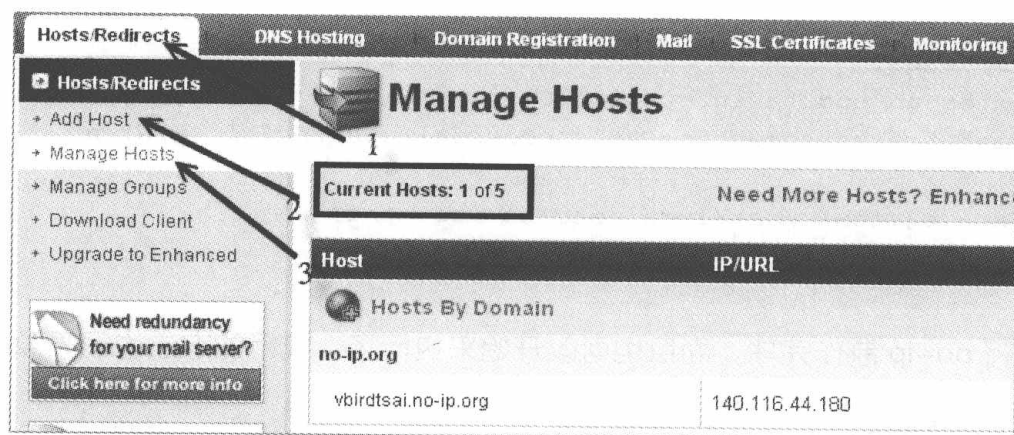 Hosts/Redirects DNS Hosting Domain Registration Mail SSL Certificates Monitoring
Hosts/Redirects
Add Host
Manage Hosts
Manage Groups
Download Client
Upgrade to Enhanced
Need redundancy
for your mail server?
Click here for more info
1
2
3
Manage Hosts
Current Hosts: 1 of 5
Need More Hosts? Enhanc
Host IP/URL
Hosts By Domain
no-ip.org
vbirdtsai.no-ip.org 140.116.44.180